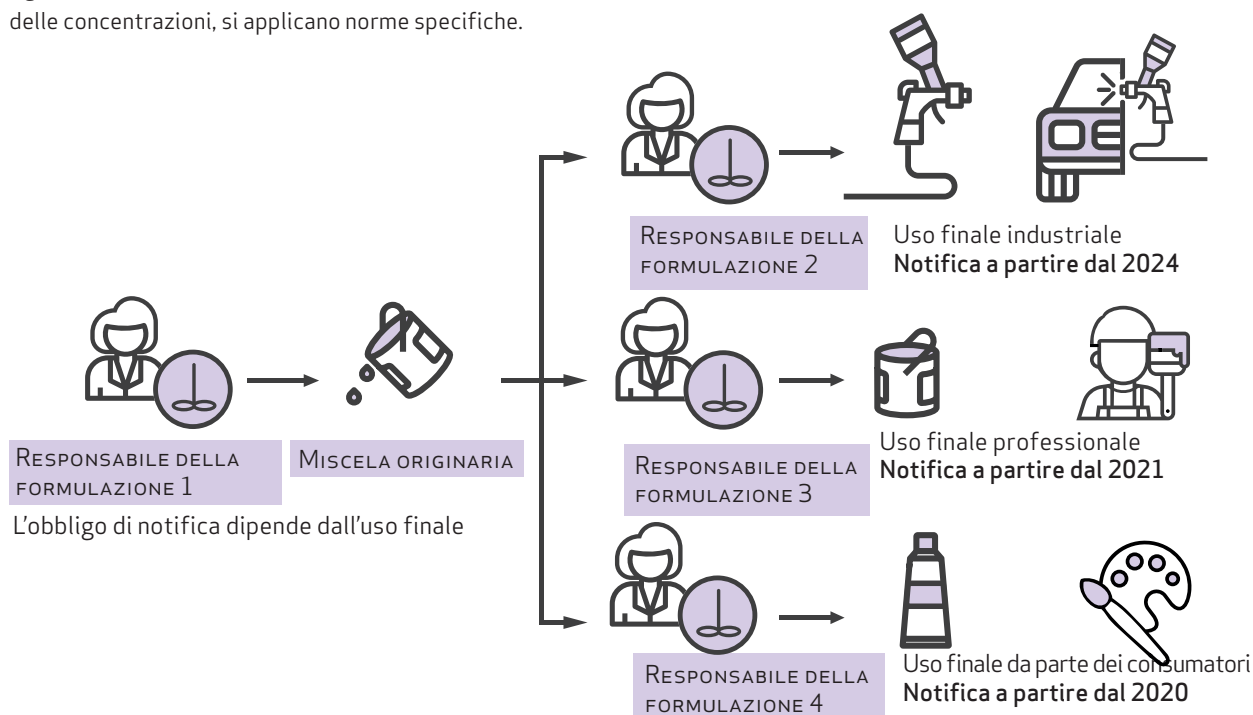 delle concentrazioni, si applicano norme specifiche.
RESPONSABILE DELLA
FORMULAZIONE 2
Uso finale industriale
Notifica a partire dal 2024
RESPONSABILE DELLA
FORMULAZIONE 1
MISCELA ORIGINARIA
L'obbligo di notifica dipende dall'uso finale
RESPONSABILE DELLA
FORMULAZIONE 3
Uso finale professionale
Notifica a partire dal 2021
RESPONSABILE DELLA
FORMULAZIONE 4
Uso finale da parte dei consumatori
Notifica a partire dal 2020